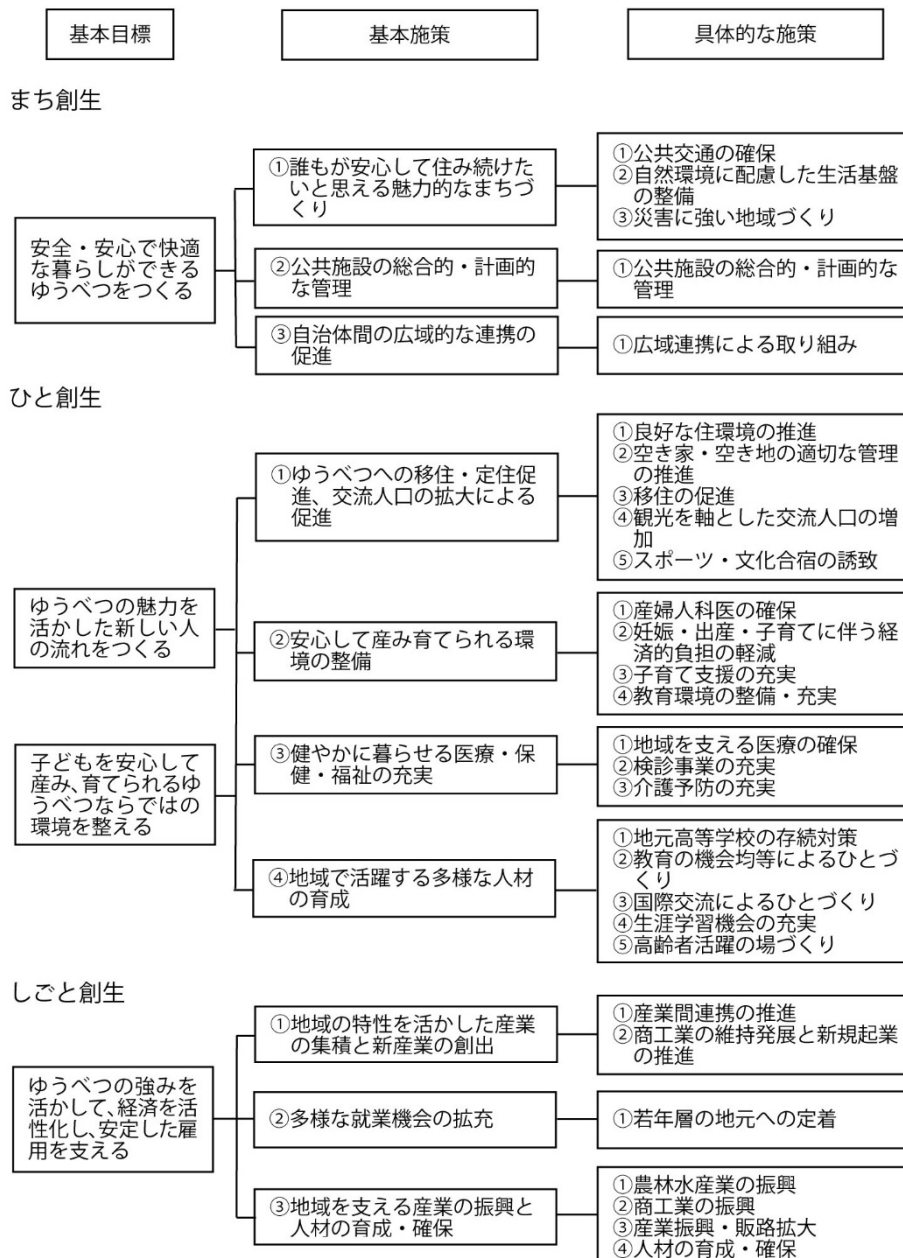 基本目標
基本施策
具体的な施策
まち創生
安全・安心で快適
な暮らしができる
ゆうべつをつくる
①誰もが安心して住み続けた
いと思える魅力的なまちづ
くり
①公共交通の確保
②自然環境に配慮した生活基盤
の整備
③災害に強い地域づくり
②公共施設の総合的・計画的
な管理
①公共施設の総合的・計画的な
管理
③自治体間の広域的な連携の
促進
①広域連携による取り組み
ひと創生
ゆうべつの魅力を
活かした新しい人
の流れをつくる
子どもを安心して
産み、育てられるゆ
うべつならではの
環境を整える
①ゆうべつへの移住・定住促
進、交流人口の拡大による
促進
①良好な住環境の推進
②空き家・空き地の適切な管理
の推進
③移住の促進
④観光を軸とした交流人口の増
加
⑤スポーツ・文化合宿の誘致
②安心して産み育てられる環
境の整備
①産婦人科医の確保
②妊娠・出産・子育てに伴う経
済的負担の軽減
③子育て支援の充実
④教育環境の整備・充実
③健やかに暮らせる医療・保
健・福祉の充実
①地域を支える医療の確保
②検診事業の充実
③介護予防の充実
④地域で活躍する多様な人材
の育成
①地元高等学校の存続対策
②教育の機会均等によるひとづ
くり
③国際交流によるひとづくり
④生涯学習機会の充実
⑤高齢者活躍の場づくり
しごと創生
ゆうべつの強みを
活かして、経済を活
性化し、安定した雇
用を支える
①地域の特性を活かした産業
の集積と新産業の創出
①産業間連携の推進
②商工業の維持発展と新規起業
の推進
②多様な就業機会の拡充
①若年層の地元への定着
③地域を支える産業の振興と
人材の育成・確保
①農林水産業の振興
②商工業の振興
③産業振興・販路拡大
④人材の育成・確保